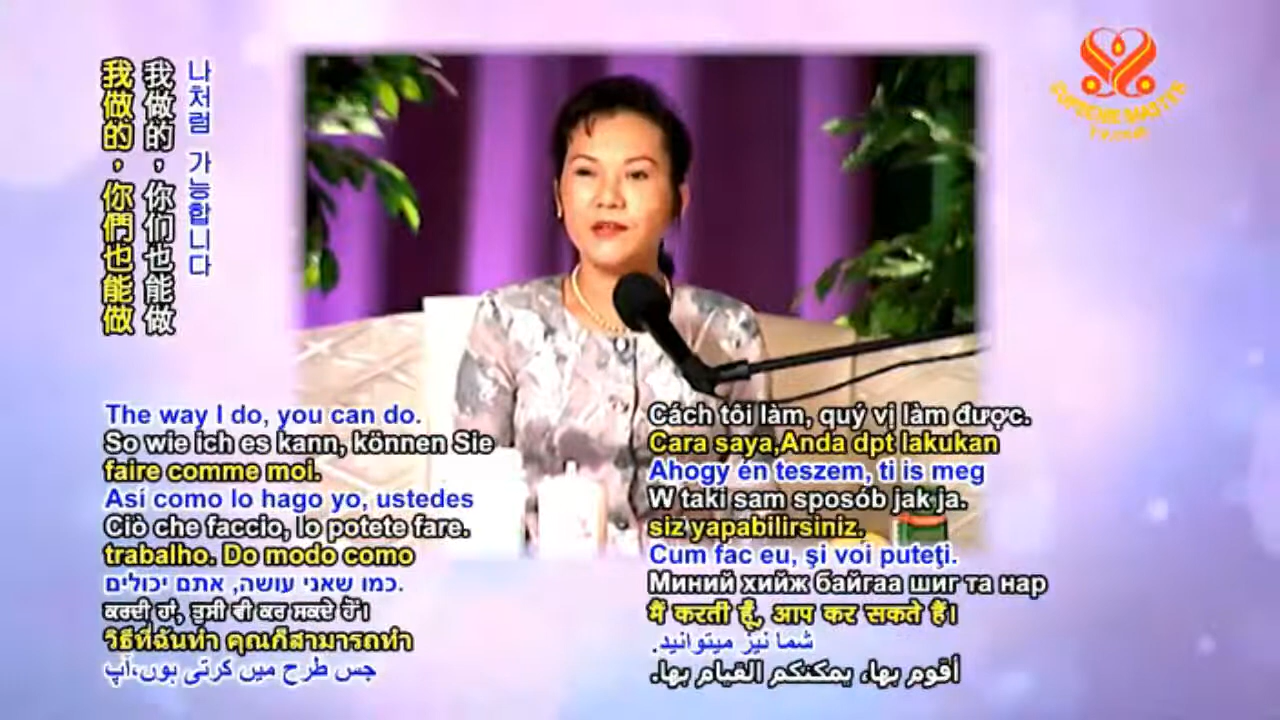 我做的，你們也能做
我做的，你们也能做
나처럼 가능합니다
SUPREME MASTER
TV.COM
The way I do, you can do.
So wie ich es kann, können Sie
faire comme moi.
Así como lo hago yo, ustedes
Ciò che faccio, lo potete fare.
trabalho. Do modo como
כמו שאני עושה, אתם יכולים.
ਕਰਦੀ ਹਾਂ, ਤੁਸੀ ਵੀ ਕਰ ਸਕਦੇ ਹੋਂ।
วิธีที่ฉันทำ คุณก็สามารถทำ
جس طرح میں کرتی ہوں،آپ
Cách tôi làm, quý vị làm được.
Cara saya,Anda dpt lakukan
Ahogy én teszem, ti is meg
W taki sam sposób jak ja.
siz yapabilirsiniz.
Cum fac eu, şi voi puteţi.
Миний хийж байгаа шиг та нар
मैं करती हूँ, आप कर सकते हैं।
شما نیز میتوانید.
أقوم بها، يمكنكم القيام بها.